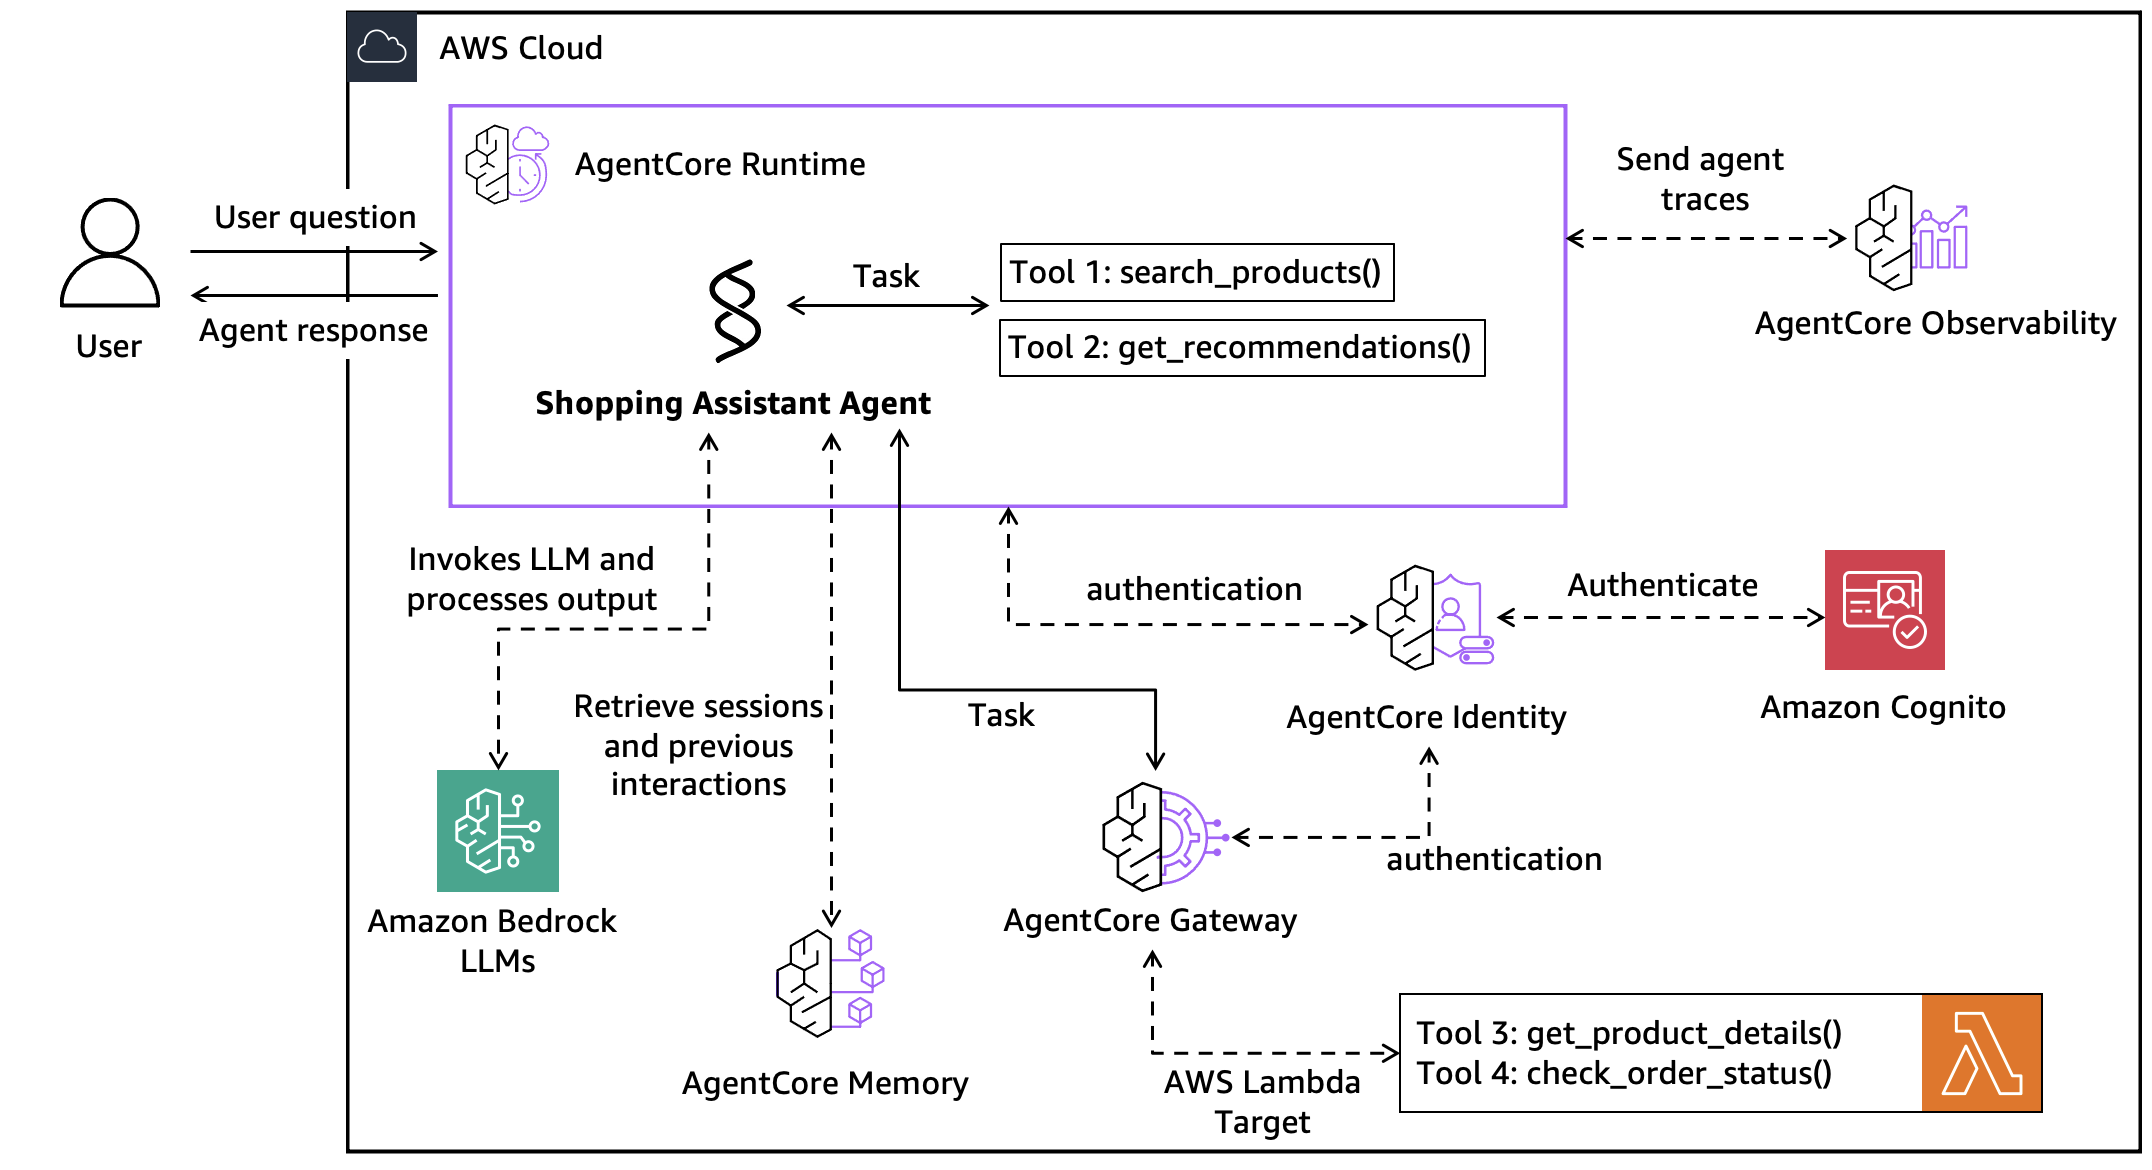 AWS Cloud
AgentCore Runtime
Send agent
traces
User question
Agent response
User
Task
Tool 1: search_products()
Tool 2: get_recommendations()
AgentCore Observability
Shopping Assistant Agent
Invokes LLM and
processes output
authentication
Authenticate
Retrieve sessions
and previous
interactions
Task
AgentCore Identity
Amazon Cognito
authentication
Amazon Bedrock
LLMs
AgentCore Gateway
AgentCore Memory
AWS Lambda
Target
Tool 3: get_product_details()
Tool 4: check_order_status()